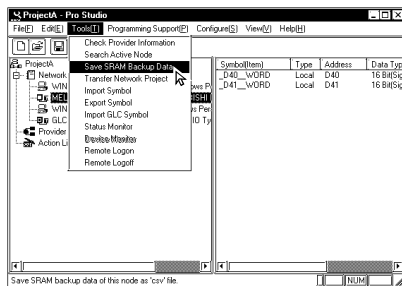 ProjectA - Pro Studio
File(F) Edit(E) Tools(T) Programming Support(P) Configure(S) View(V) Help(H)
Check Provider Information
Search Active Node
Save SRAM Backup Data
Transfer Network Project
Import Symbol
Export Symbol
Import GLC Symbol
Status Monitor
Device Monitor
Remote Logon
Remote Logoff
ProjectA
Network
WIN
MEL
WIN
GLC
Provider
Action Li
Symbol(Item) Type Address Data Typ
_D40__WORD Local D40 16 Bit(Sig
_D41__WORD Local D41 16 Bit(Sig
Save SRAM backup data of this node as 'csv' file.
NUM